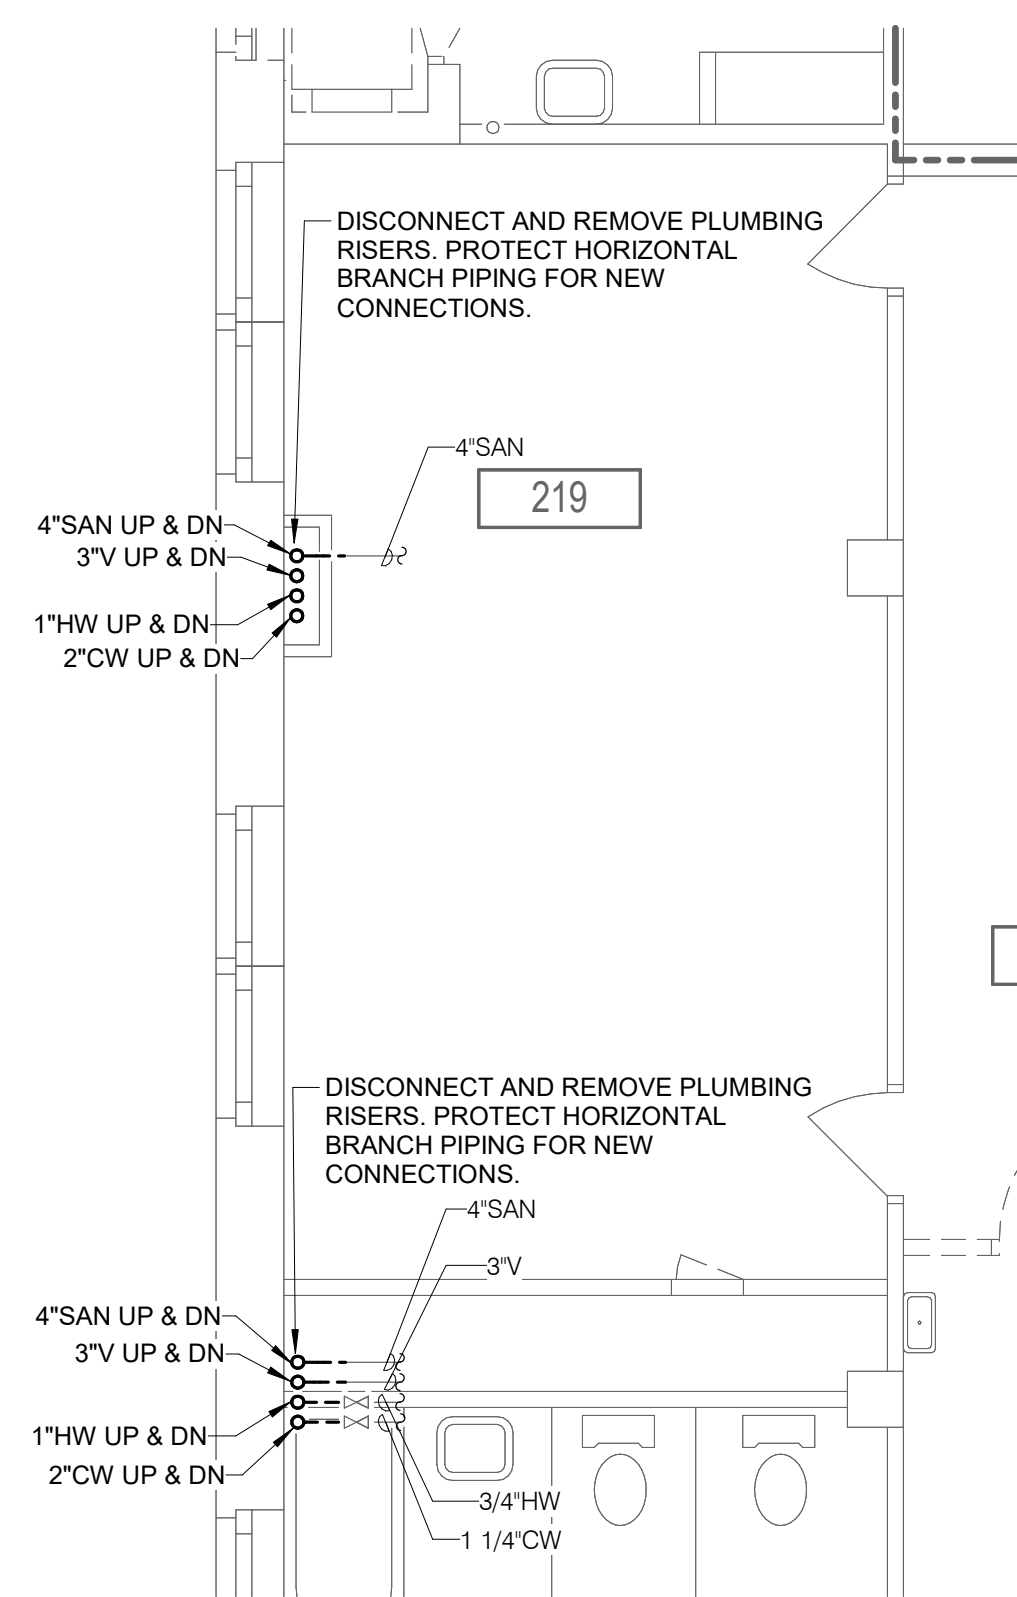 DISCONNECT AND REMOVE PLUMBING
RISERS. PROTECT HORIZONTAL
BRANCH PIPING FOR NEW
CONNECTIONS.
4"SAN
219
4"SAN UP & DN
3"V UP & DN
1"HW UP & DN
2"CW UP & DN
DISCONNECT AND REMOVE PLUMBING
RISERS. PROTECT HORIZONTAL
BRANCH PIPING FOR NEW
CONNECTIONS.
4"SAN
3"V
4"SAN UP & DN
3"V UP & DN
1"HW UP & DN
2"CW UP & DN
3/4"HW
1 1/4"CW